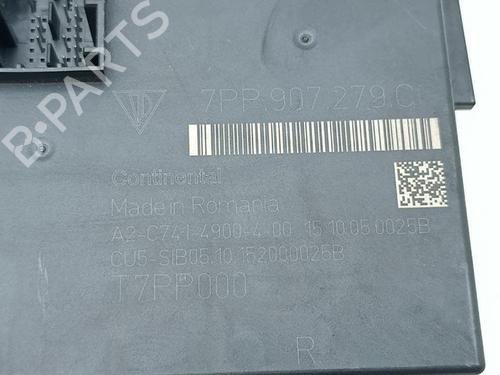 7PP.907.279.C
Continental
Made in Romania
A2-C741-4900-4-00 15.10.05 0025B
CU5-SIB05.10.152000025B
T7PP000
R
B-PARTS